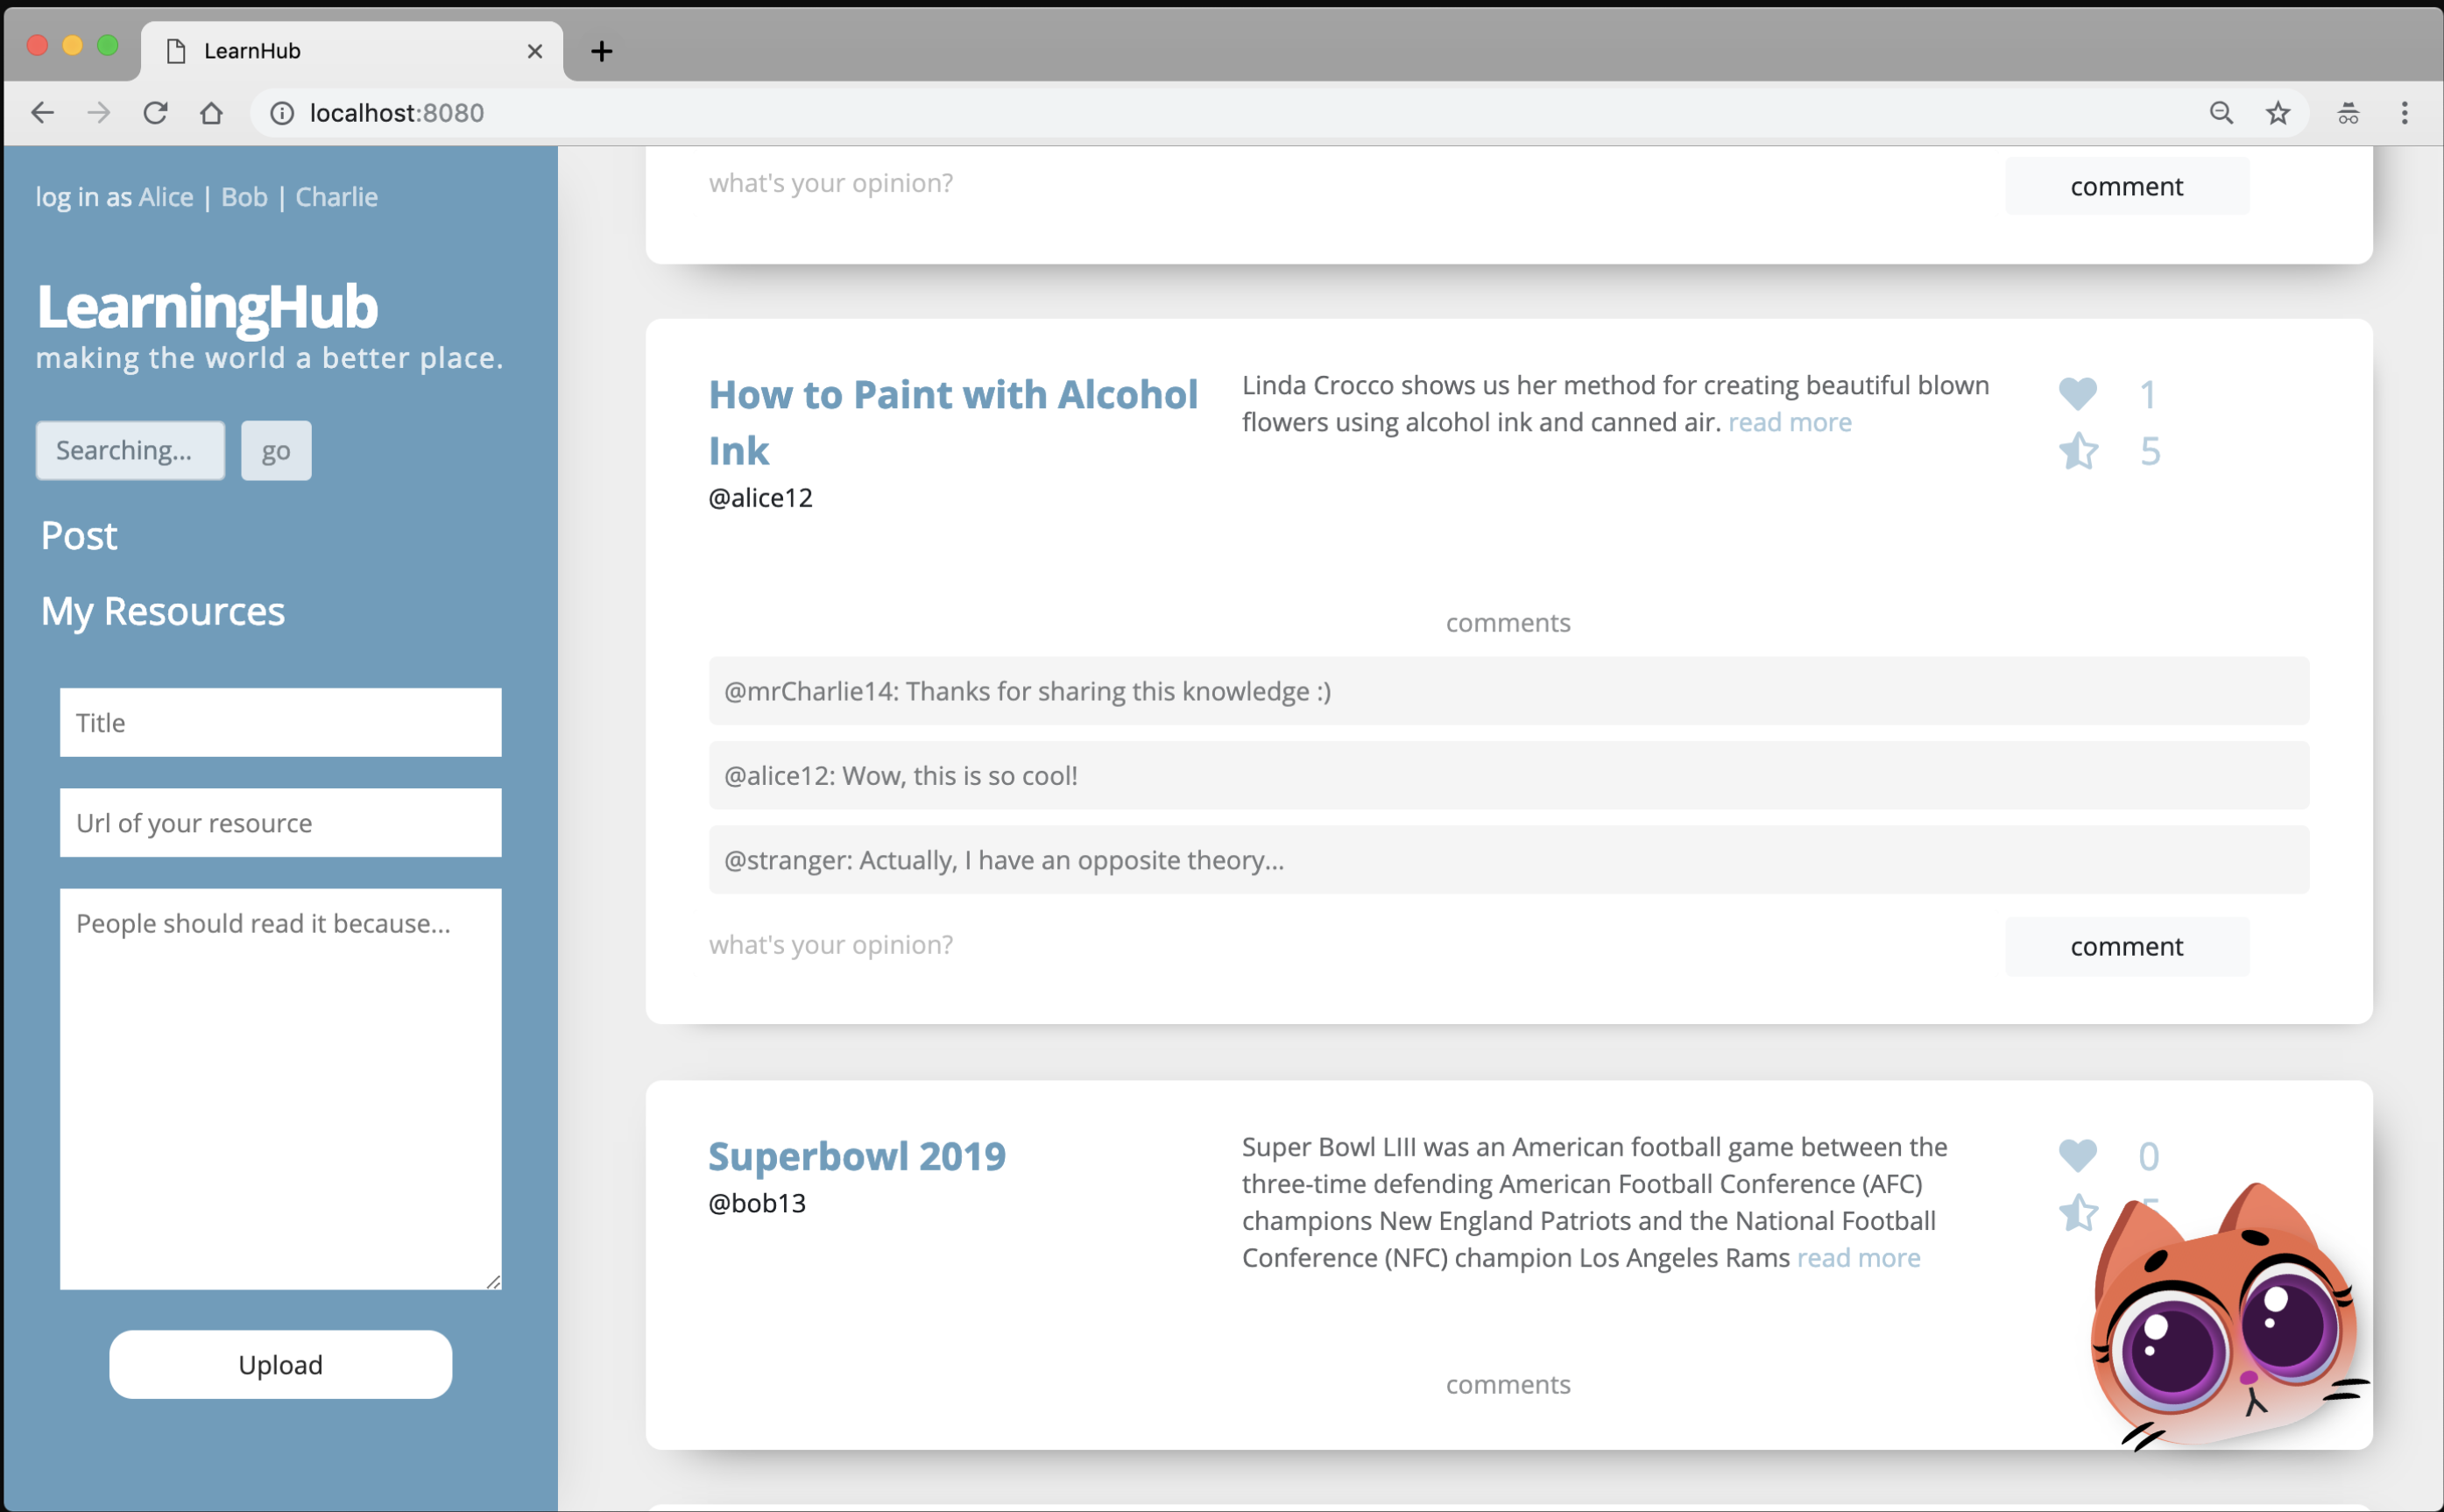 LearnHub
localhost:8080
log in as Alice | Bob | Charlie
LearningHub
making the world a better place.
Searching...
go
Post
My Resources
Title
Url of your resource
People should read it because...
Upload
what's your opinion?
comment
How to Paint with Alcohol
Ink
@alice12
Linda Crocco shows us her method for creating beautiful blown
flowers using alcohol ink and canned air. read more
1
5
comments
@mrCharlie14: Thanks for sharing this knowledge :)
@alice12: Wow, this is so cool!
@stranger: Actually, I have an opposite theory...
what's your opinion?
comment
Superbowl 2019
@bob13
Super Bowl LIII was an American football game between the
three-time defending American Football Conference (AFC)
champions New England Patriots and the National Football
Conference (NFC) champion Los Angeles Rams read more
0
comments